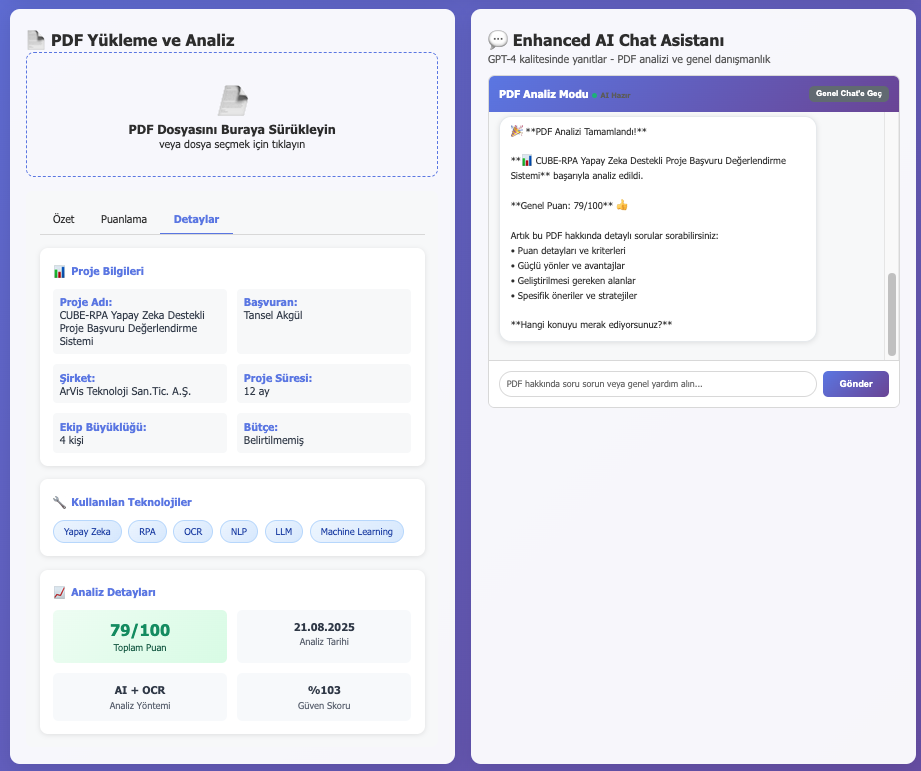 PDF Yükleme ve Analiz
PDF Dosyasını Buraya Sürükleyin
veya dosya seçmek için tıklayın
Özet
Puanlama
Detaylar
Proje Bilgileri
Proje Adı:
CUBE-RPA Yapay Zeka Destekli
Proje Başvuru Değerlendirme
Sistemi
Başvuran:
Tansel Akgül
Şirket:
ArVis Teknoloji San.Tic. A.Ş.
Proje Süresi:
12 ay
Ekip Büyüklüğü:
4 kişi
Bütçe:
Belirtilmemiş
Kullanılan Teknolojiler
Yapay Zeka
RPA
OCR
NLP
LLM
Machine Learning
Analiz Detayları
79/100
Toplam Puan
21.08.2025
Analiz Tarihi
AI + OCR
Analiz Yöntemi
%103
Güven Skoru
Enhanced AI Chat Asistanı
GPT-4 kalitesinde yanıtlar - PDF analizi ve genel danışmanlık
PDF Analiz Modu
AI Hazır
Genel Chat'e Geç
🎉 **PDF Analizi Tamamlandı!**
**📊 CUBE-RPA Yapay Zeka Destekli Proje Başvuru Değerlendirme
Sistemi** başarıyla analiz edildi.
**Genel Puan: 79/100** 👍
Artık bu PDF hakkında detaylı sorular sorabilirsiniz:
• Puan detayları ve kriterleri
• Güçlü yönler ve avantajlar
• Geliştirilmesi gereken alanlar
• Spesifik öneriler ve stratejiler
**Hangi konuyu merak ediyorsunuz?**
PDF hakkında soru sorun veya genel yardım alın...
Gönder